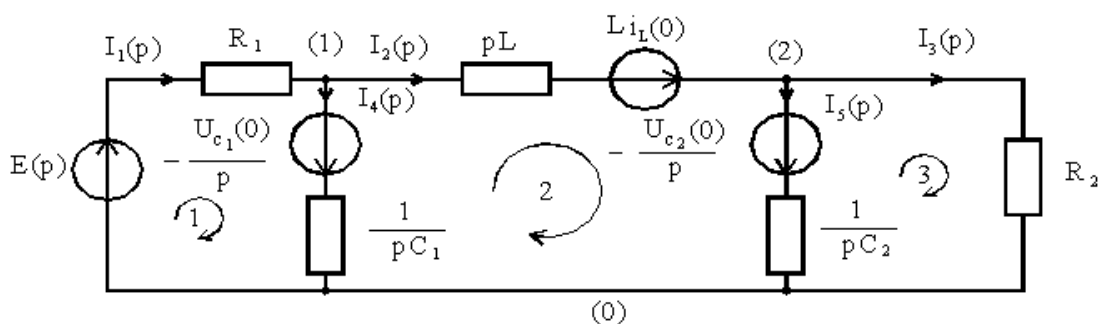 I₁(p)
R₁
(1)
I₂(p)
pL
Li_L(0)
(2)
I₃(p)
I₄(p)
I₅(p)
E(p)
- U_c₁(0)/p
- U_c₂(0)/p
1
2
3
R₂
1/pC₁
1/pC₂
(0)